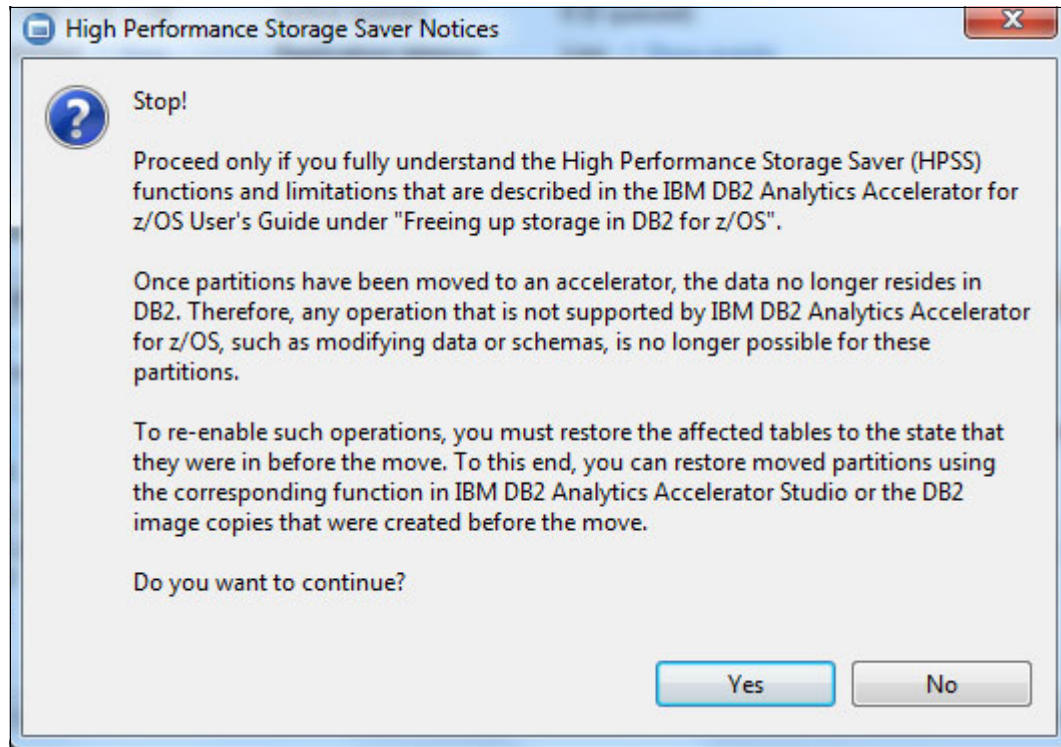 High Performance Storage Saver Notices
Stop!
Proceed only if you fully understand the High Performance Storage Saver (HPSS)
functions and limitations that are described in the IBM DB2 Analytics Accelerator for
z/OS User's Guide under "Freeing up storage in DB2 for z/OS".
Once partitions have been moved to an accelerator, the data no longer resides in
DB2. Therefore, any operation that is not supported by IBM DB2 Analytics Accelerator
for z/OS, such as modifying data or schemas, is no longer possible for these
partitions.
To re-enable such operations, you must restore the affected tables to the state that
they were in before the move. To this end, you can restore moved partitions using
the corresponding function in IBM DB2 Analytics Accelerator Studio or the DB2
image copies that were created before the move.
Do you want to continue?
Yes
No